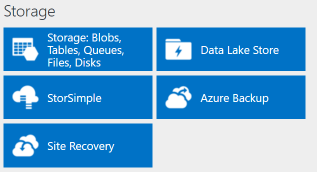 Storage
Storage: Blobs,
Tables, Queues,
Files, Disks
Data Lake Store
StorSimple
Azure Backup
Site Recovery